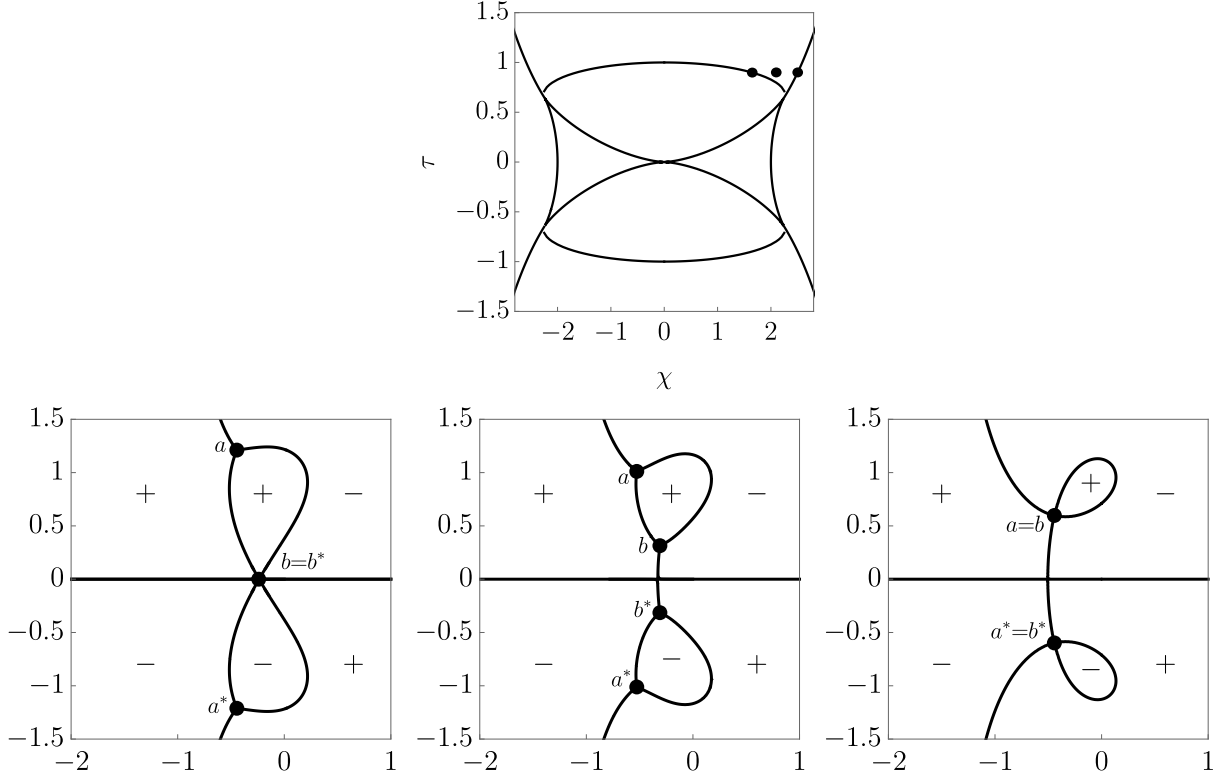 1.5
1
0.5
τ 0
−0.5
−1
−1.5
−2 −1 0 1 2
χ
1.5 1.5 1.5
a
1 1 1
a
+ + − + + − + + −
0.5 0.5 a=b 0.5
b=b* b
0 0 0
b*
−0.5 −0.5 a*=b* −0.5
− − + − − + − − +
a*
−1 −1 −1
a*
−1.5 −1.5 −1.5
−2 −1 0 1 −2 −1 0 1 −2 −1 0 1